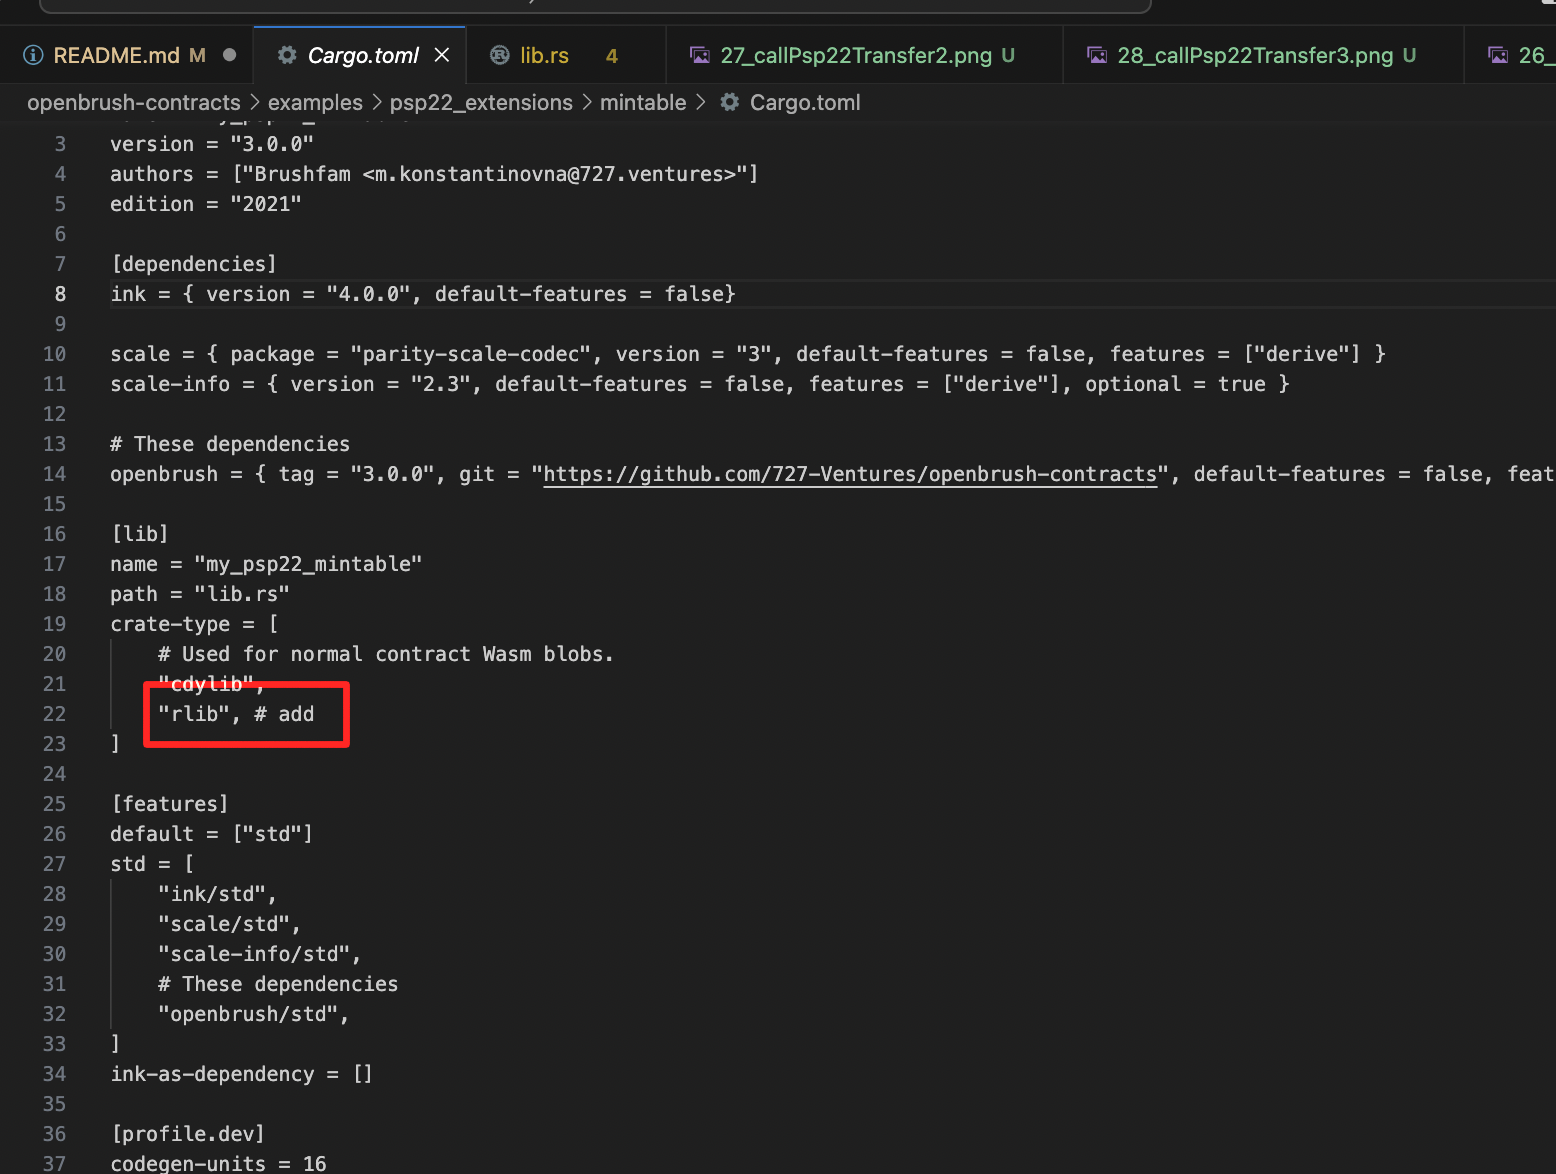 README.md M
Cargo.toml
lib.rs 4
27_callPsp22Transfer2.png U
28_callPsp22Transfer3.png U
26_
openbrush-contracts > examples > psp22_extensions > mintable > Cargo.toml
3 version = "3.0.0"
4 authors = ["Brushfam <m.konstantinovna@727.ventures>"]
5 edition = "2021"
6
7 [dependencies]
8 ink = { version = "4.0.0", default-features = false}
9
10 scale = { package = "parity-scale-codec", version = "3", default-features = false, features = ["derive"] }
11 scale-info = { version = "2.3", default-features = false, features = ["derive"], optional = true }
12
13 # These dependencies
14 openbrush = { tag = "3.0.0", git = "https://github.com/727-Ventures/openbrush-contracts", default-features = false, feat
15
16 [lib]
17 name = "my_psp22_mintable"
18 path = "lib.rs"
19 crate-type = [
20 # Used for normal contract Wasm blobs.
21 "cdylib",
22 "rlib", # add
23 ]
24
25 [features]
26 default = ["std"]
27 std = [
28 "ink/std",
29 "scale/std",
30 "scale-info/std",
31 # These dependencies
32 "openbrush/std",
33 ]
34 ink-as-dependency = []
35
36 [profile.dev]
37 codegen-units = 16